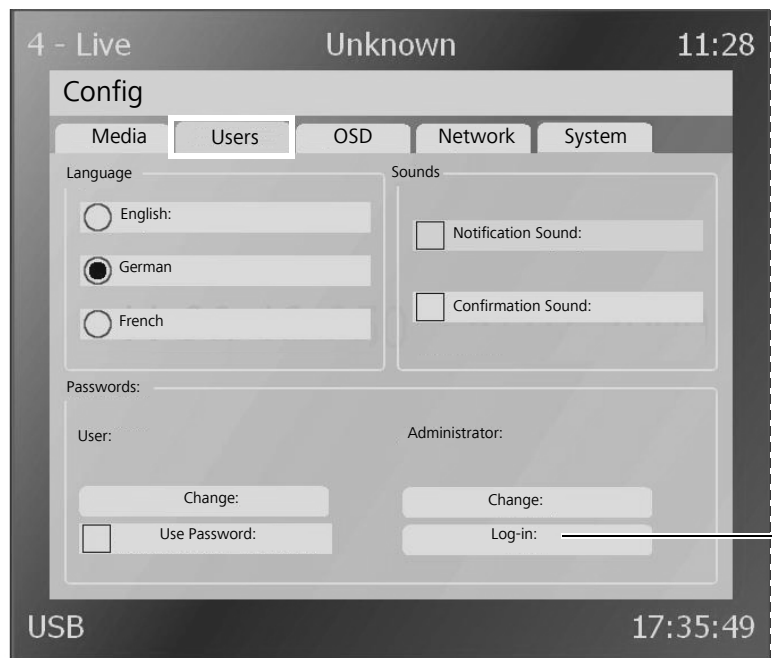 4 - Live Unknown 11:28
Config
Media Users OSD Network System
Language
English:
German
French
Sounds
Notification Sound:
Confirmation Sound:
Passwords:
User:
Change:
Use Password:
Administrator:
Change:
Log-in:
USB 17:35:49